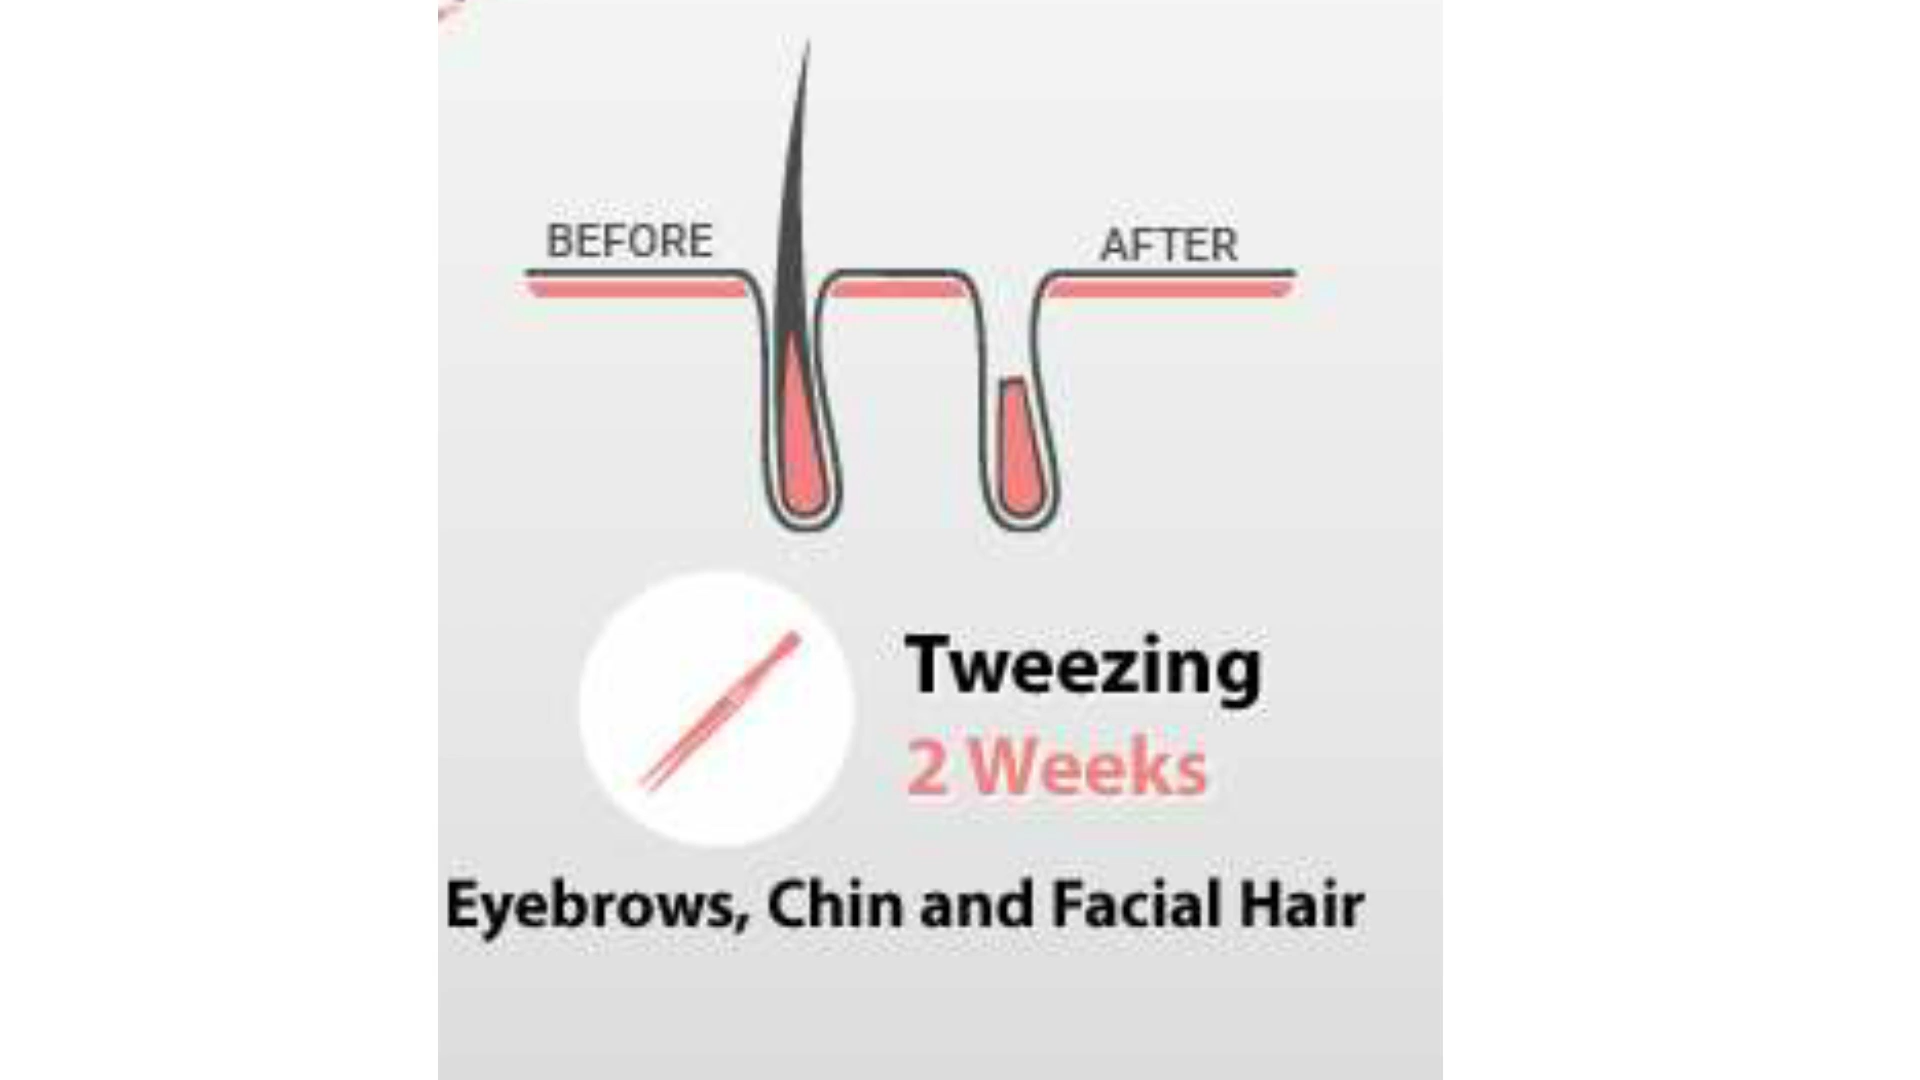 BEFORE
AFTER
Tweezing
2 Weeks
Eyebrows, Chin and Facial Hair